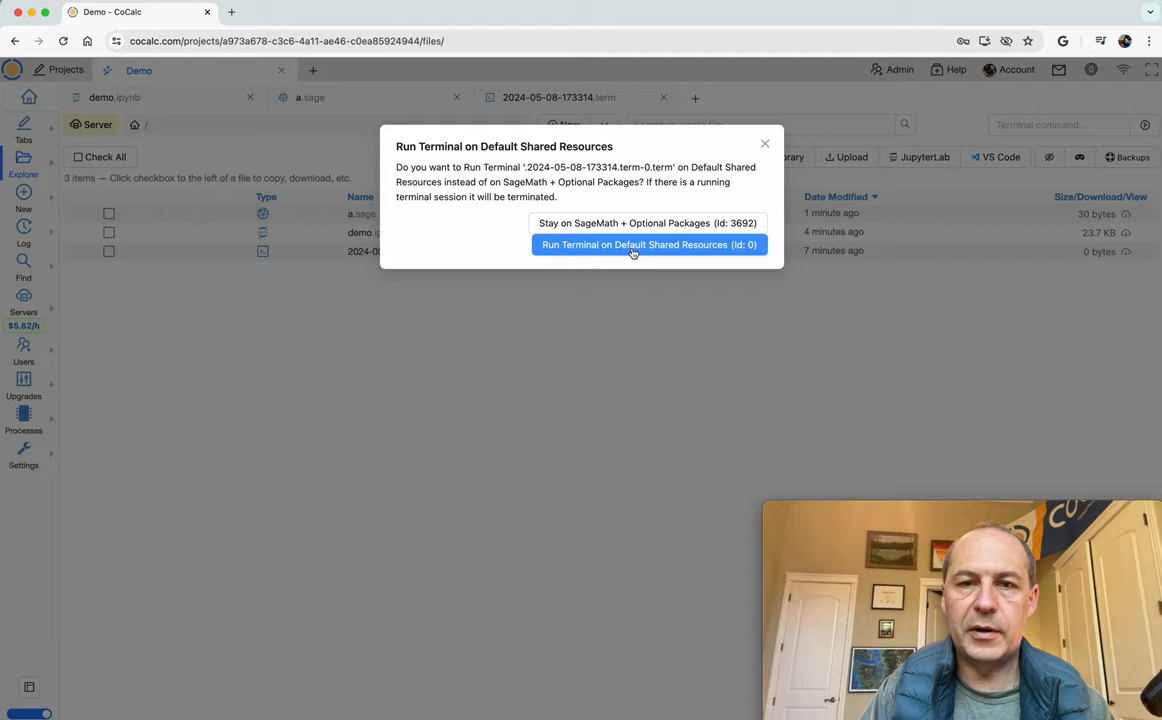 Demo - CoCalc
cocalc.com/projects/a973a678-c3c6-4a11-ae46-c0ea85924944/files/
Projects
Demo
Admin
Help
Account
0
demo.ipynb
a.sage
2024-05-08-173314.term
Server
/
New
Terminal command...
Check All
Upload
JupyterLab
VS Code
Backups
3 items — Click checkbox to the left of a file to copy, download, etc.
Type
Name
Date Modified
Size/Download/View
a.sage
1 minute ago
30 bytes
4 minute ago
23.7 KB
7 minute ago
0 bytes
Tabs
Explorer
New
Log
Find
Servers
$5.62/h
Users
Upgrades
Processes
Settings
Run Terminal on Default Shared Resources
Do you want to Run Terminal '.2024-05-08-173314.term-0.term' on Default Shared
Resources instead of on SageMath + Optional Packages? If there is a running
terminal session it will be terminated.
Stay on SageMath + Optional Packages (Id: 3692)
Run Terminal on Default Shared Resources (Id: 0)